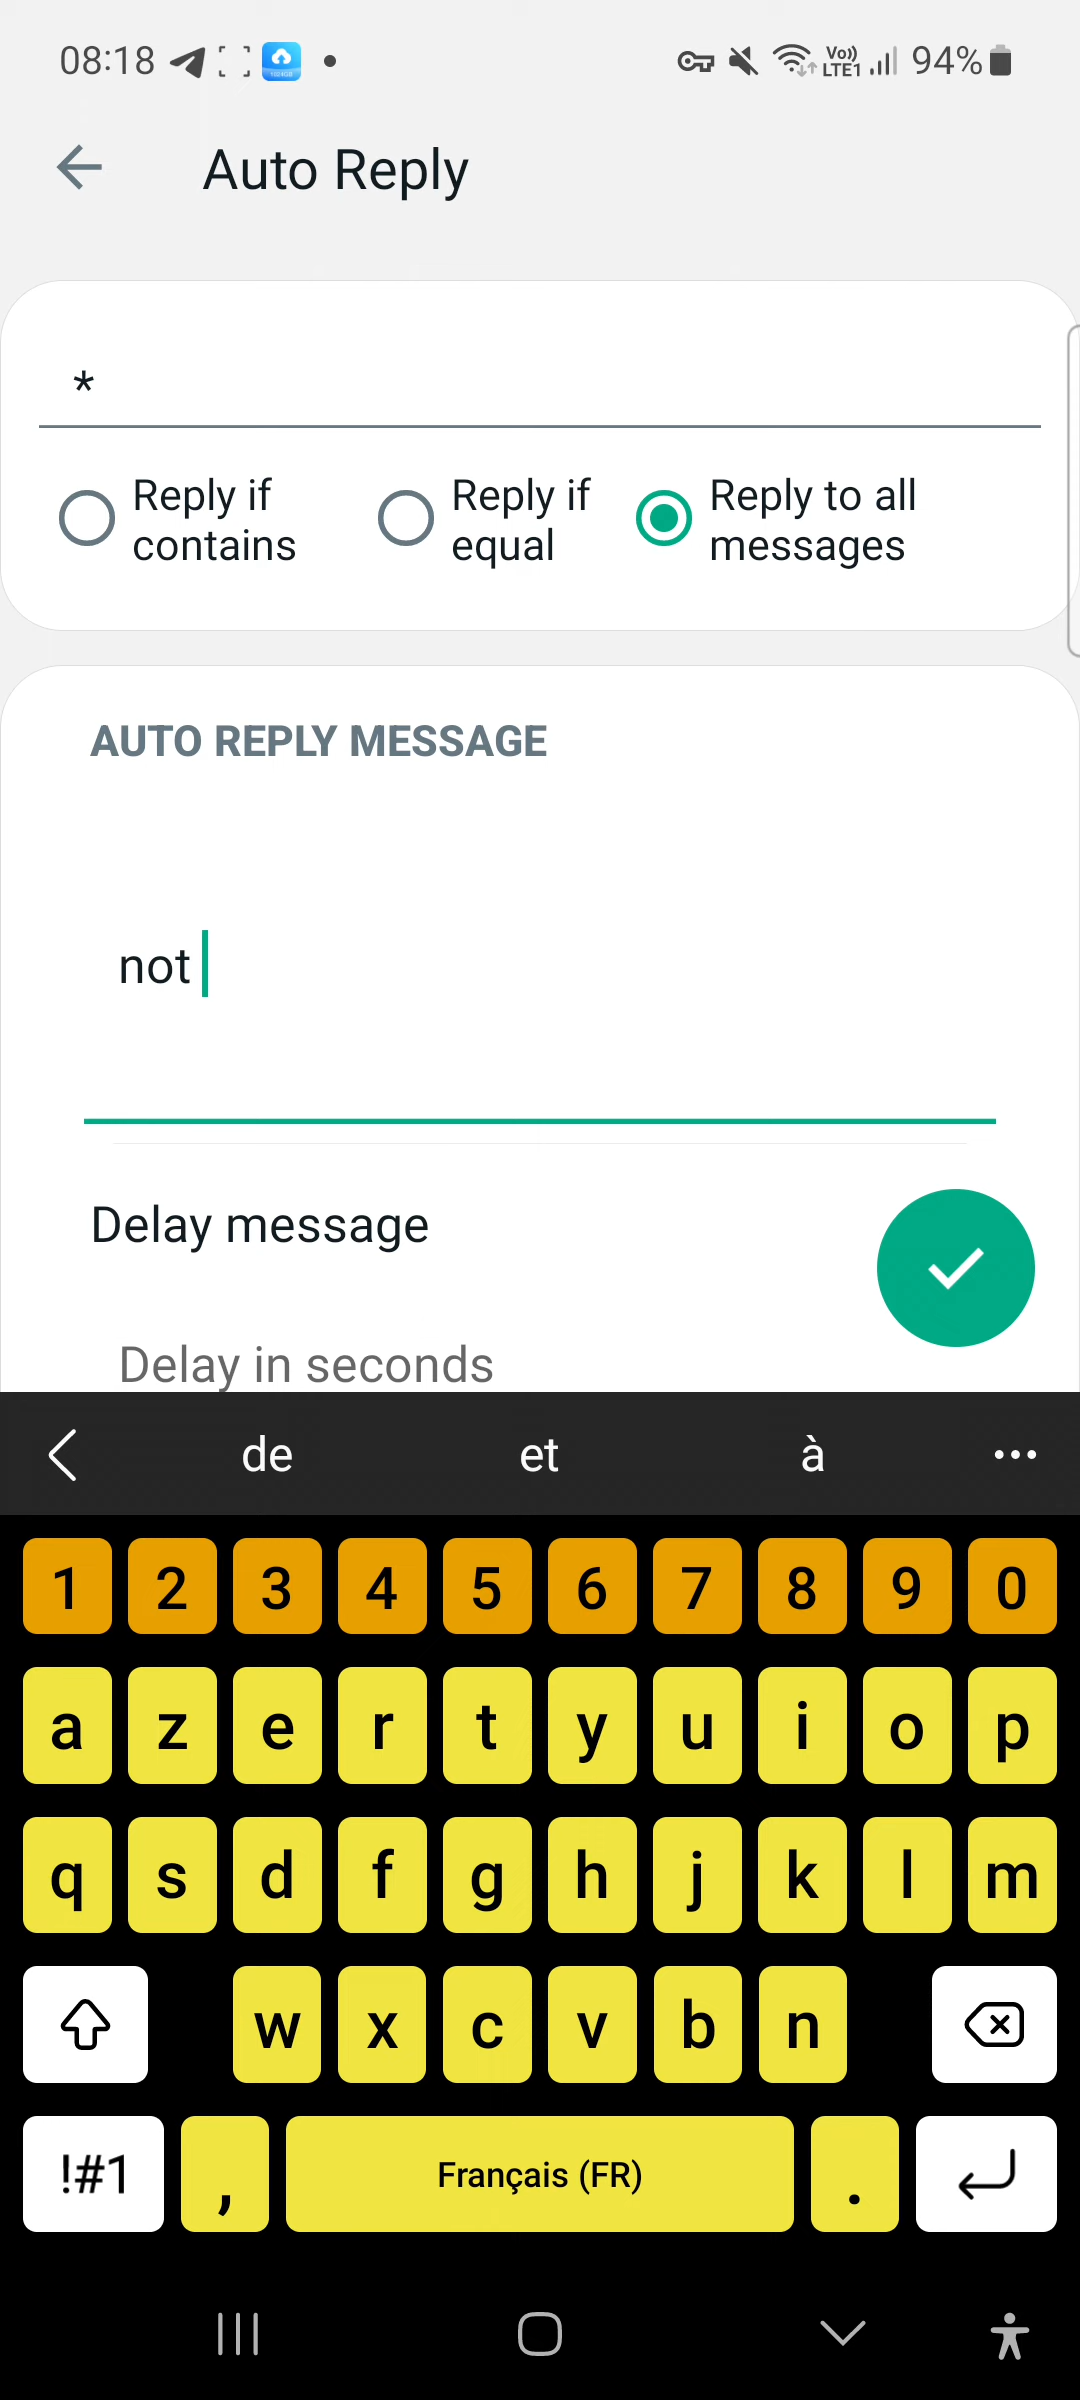 08:18 94%
Vo)) LTE1
Auto Reply
*
Reply if contains
Reply if equal
Reply to all messages
AUTO REPLY MESSAGE
not
Delay message
Delay in seconds
de et à ...
1 2 3 4 5 6 7 8 9 0
a z e r t y u i o p
q s d f g h j k l m
w x c v b n
!#1 , Français (FR) .